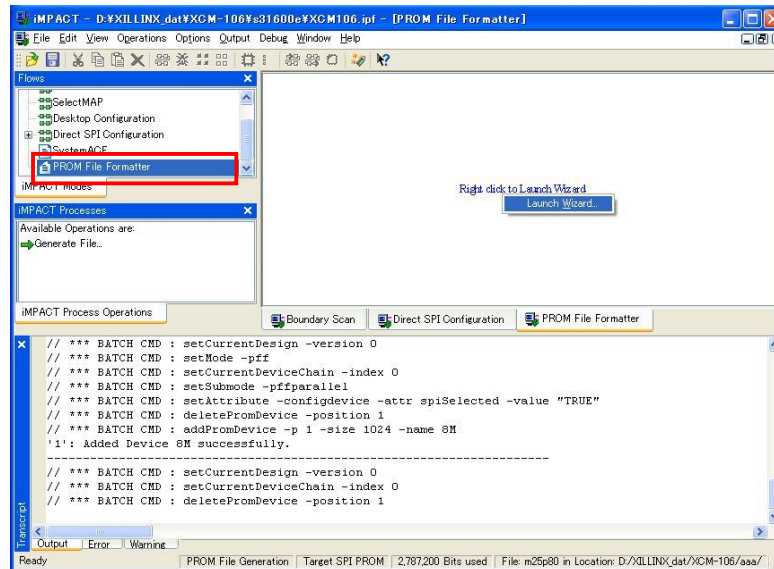 iMPACT - D:¥XILLINX_dat¥XCM-106¥s31600e¥XCM106.ipf - [PROM File Formatter]
File Edit View Operations Options Output Debug Window Help
Flows
SelectMAP
Desktop Configuration
Direct SPI Configuration
SystemACE
PROM File Formatter
iMPACT Modes
Right click to Launch Wizard
Launch Wizard...
iMPACT Processes
Available Operations are:
Generate File...
iMPACT Process Operations
Boundary Scan
Direct SPI Configuration
PROM File Formatter
// *** BATCH CMD : setCurrentDesign -version 0
// *** BATCH CMD : setMode -pff
// *** BATCH CMD : setCurrentDeviceChain -index 0
// *** BATCH CMD : setSubmode -pffparallel
// *** BATCH CMD : setAttribute -configdevice -attr spiSelected -value "TRUE"
// *** BATCH CMD : deletePromDevice -position 1
// *** BATCH CMD : addPromDevice -p 1 -size 1024 -name 8M
'1': Added Device 8M successfully.
----------------------------------------------------------------------
// *** BATCH CMD : setCurrentDesign -version 0
// *** BATCH CMD : setCurrentDeviceChain -index 0
// *** BATCH CMD : deletePromDevice -position 1
Transcript
Output Error Warning
Ready PROM File Generation Target SPI PROM 2,787,200 Bits used File: m25p80 in Location: D:/XILLINX_dat/XCM-106/aaa/